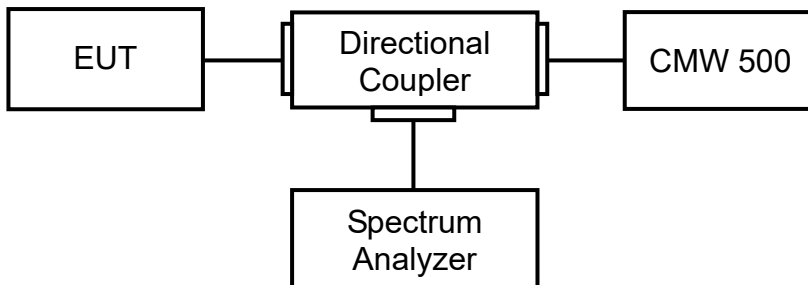 EUT
Directional
Coupler
CMW 500
Spectrum
Analyzer